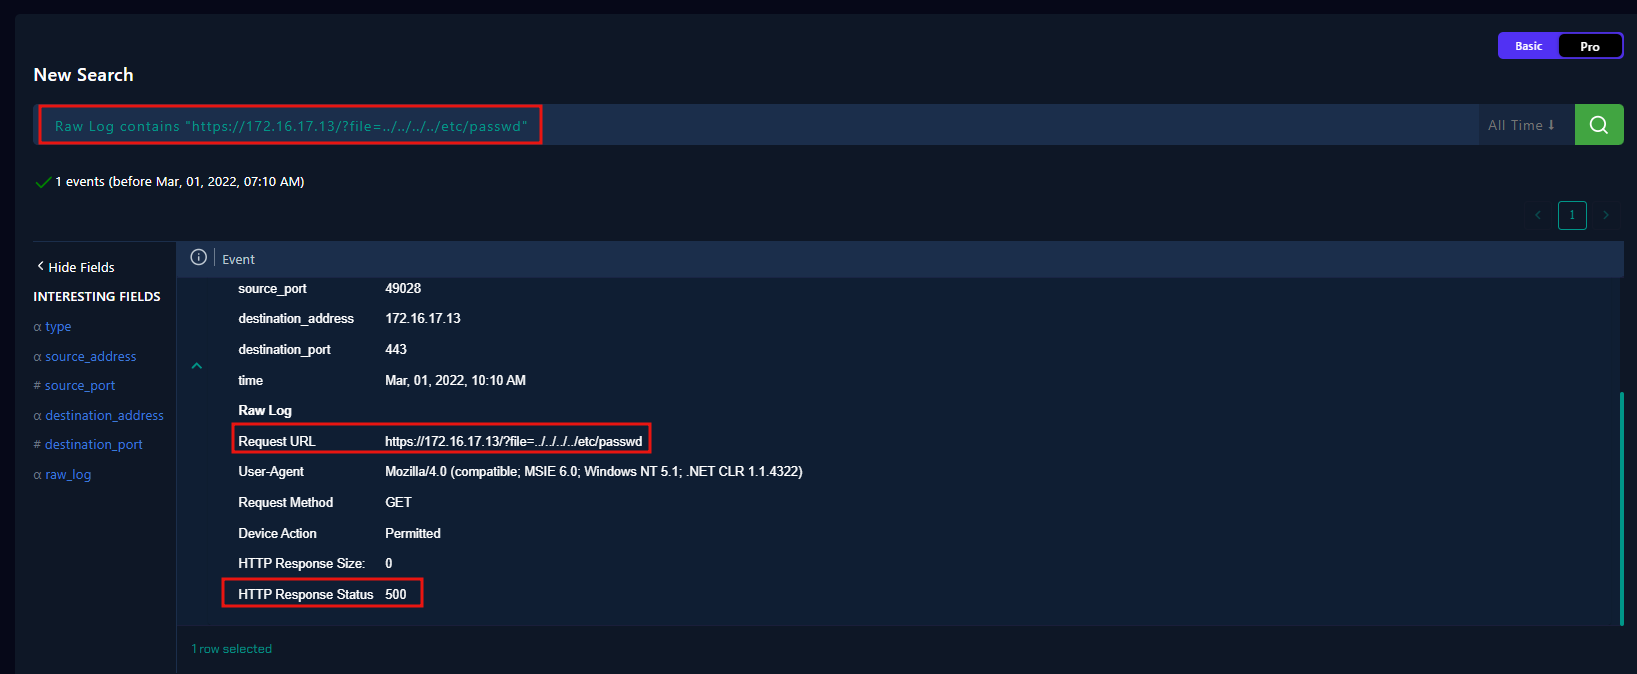 Basic Pro
New Search
Raw Log contains "https://172.16.17.13/?file=../../../../etc/passwd" All Time
1 events (before Mar, 01, 2022, 07:10 AM)
1
Hide Fields
INTERESTING FIELDS
α type
α source_address
# source_port
α destination_address
# destination_port
α raw_log
Event
source_port 49028
destination_address 172.16.17.13
destination_port 443
time Mar, 01, 2022, 10:10 AM
Raw Log
Request URL https://172.16.17.13/?file=../../../../etc/passwd
User-Agent Mozilla/4.0 (compatible; MSIE 6.0; Windows NT 5.1; .NET CLR 1.1.4322)
Request Method GET
Device Action Permitted
HTTP Response Size: 0
HTTP Response Status 500
1 row selected